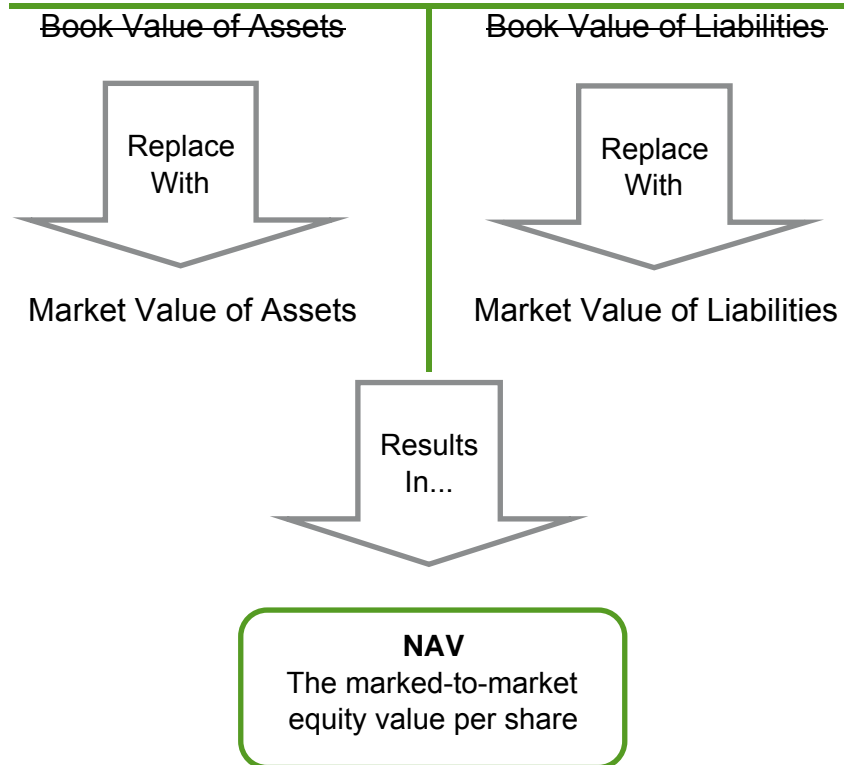 Book Value of Assets
Book Value of Liabilities
Replace
With
Replace
With
Market Value of Assets
Market Value of Liabilities
Results
In...
NAV
The marked-to-market
equity value per share